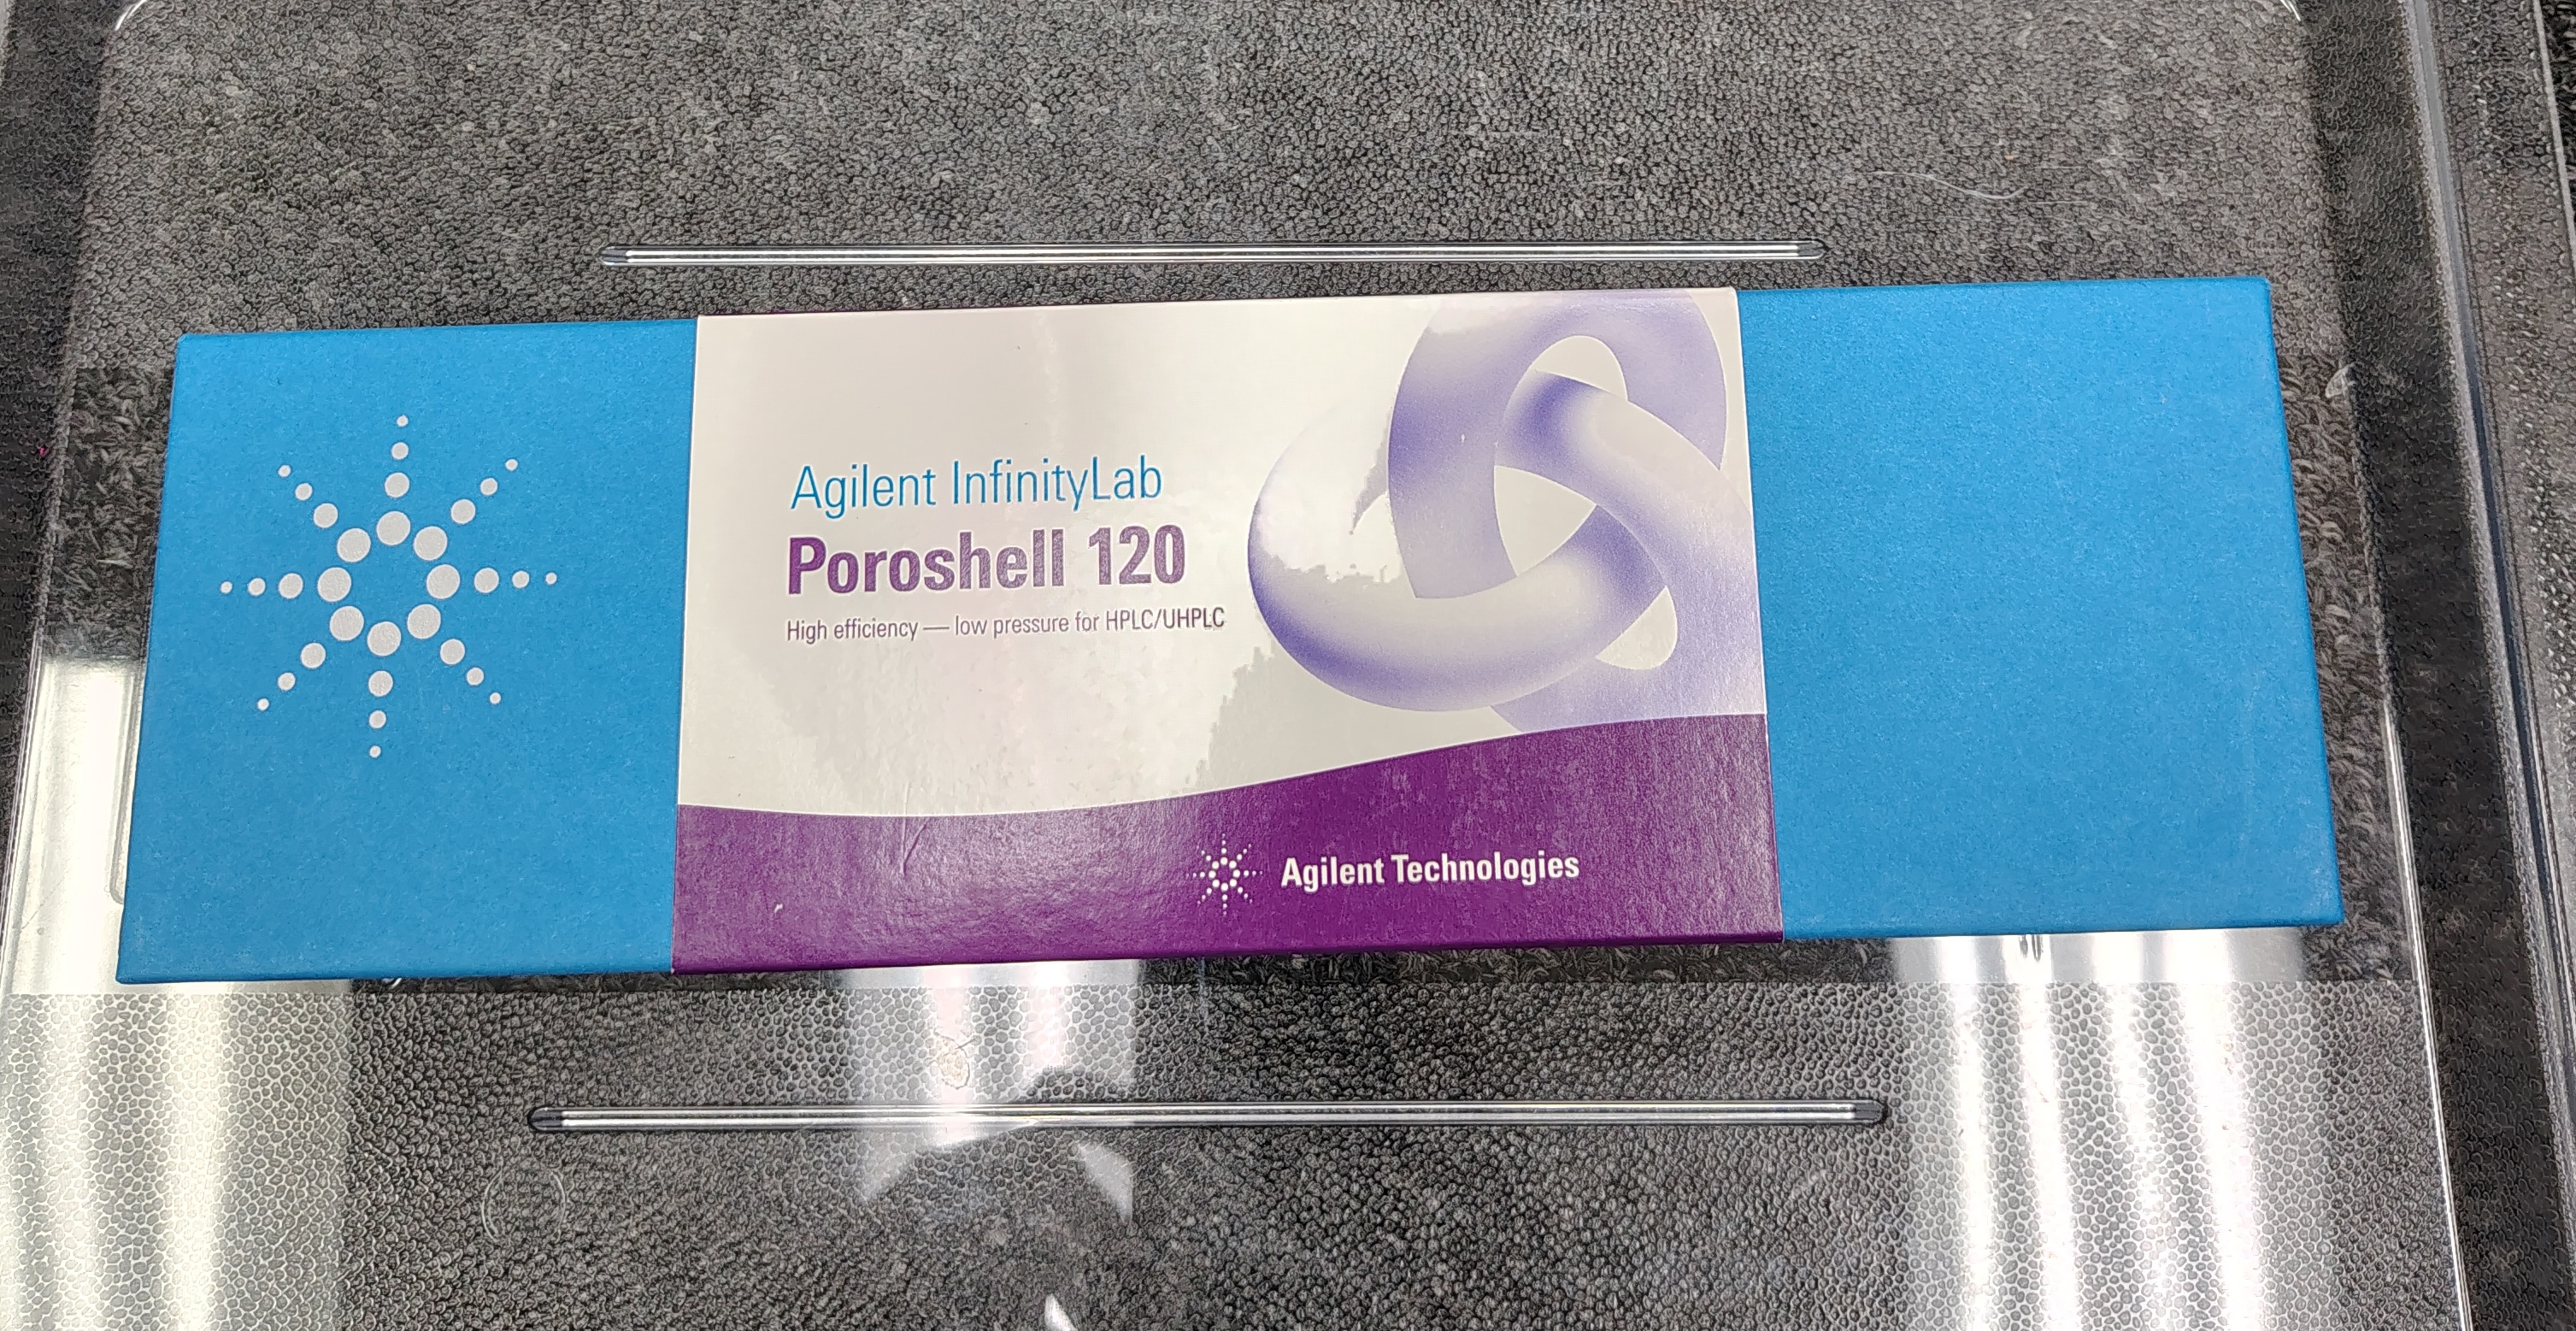 Agilent InfinityLab
Poroshell 120
High efficiency — low pressure for HPLC/UHPLC
Agilent Technologies